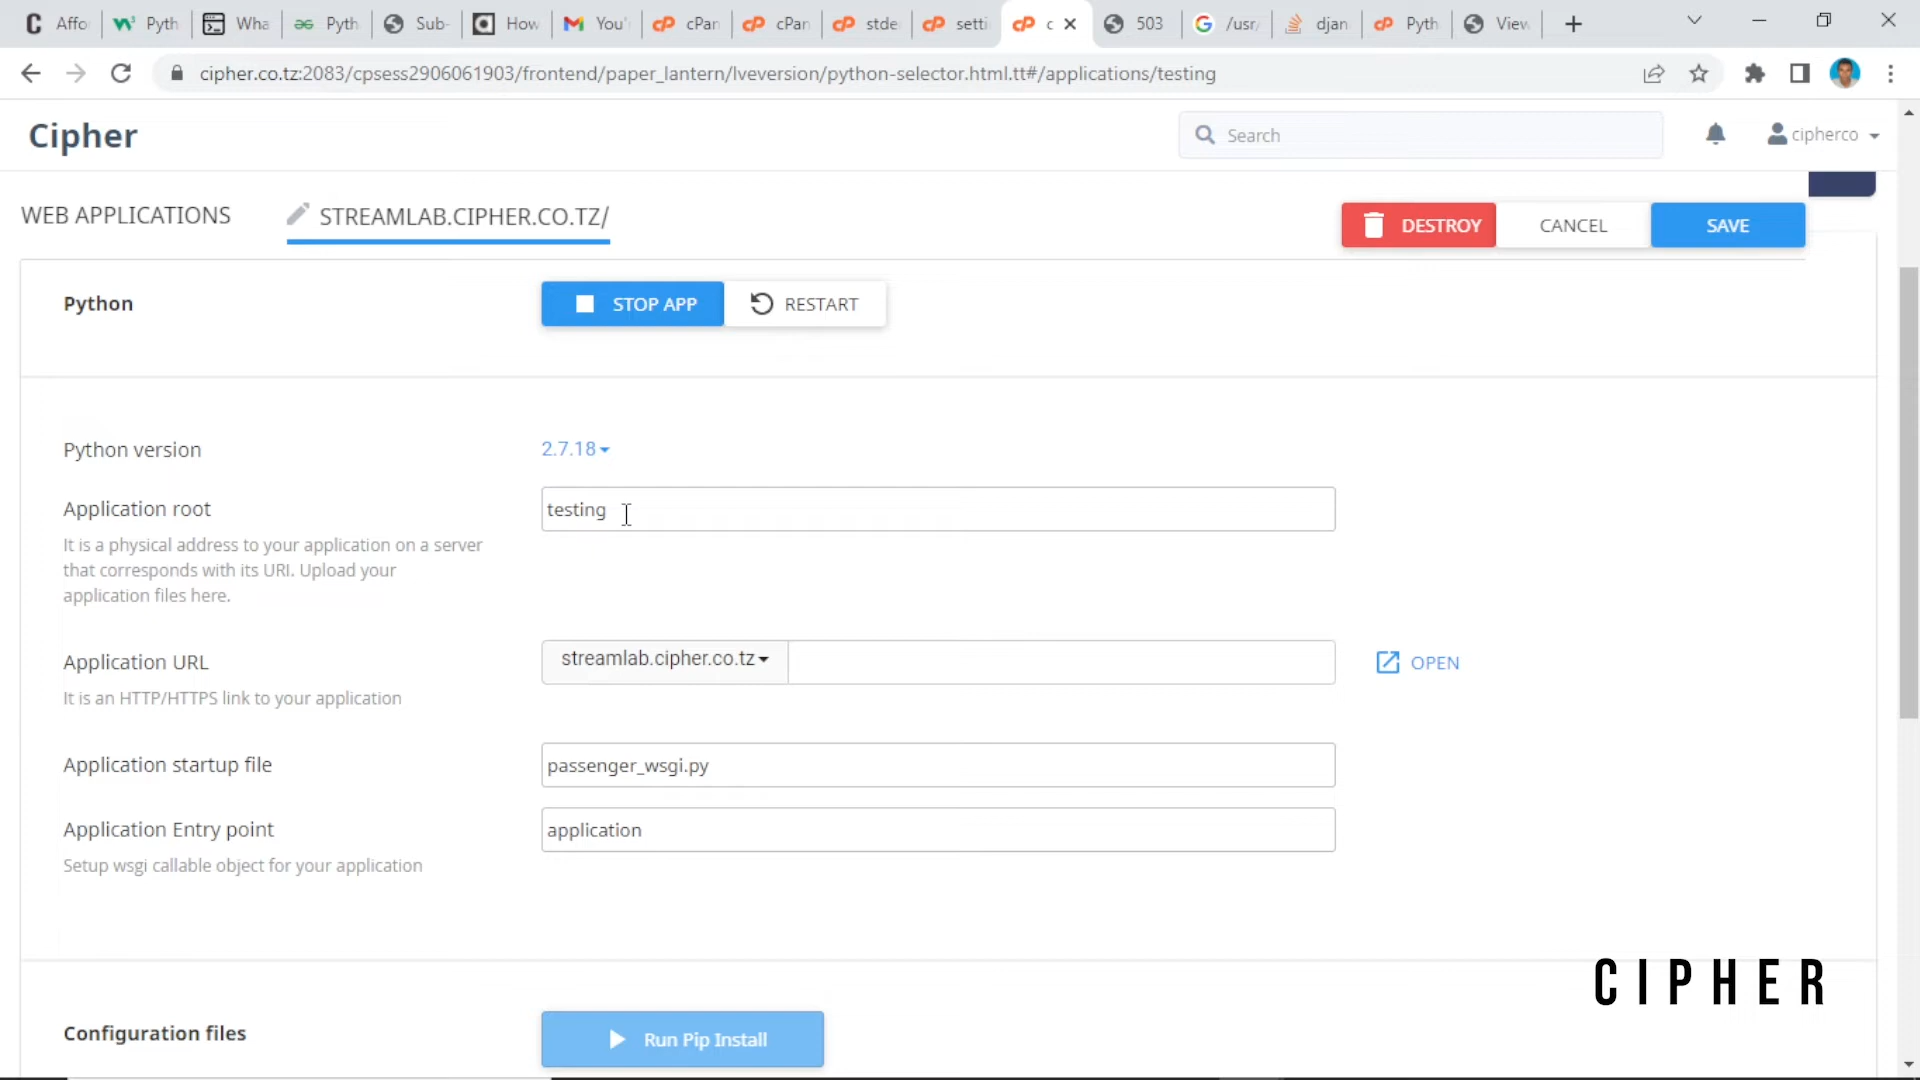 Affo
Pyth
Wha
Pyth
Sub-
How
You'
cPan
cPan
stde
setti
c
503
/usr/
djan
Pyth
View
cipher.co.tz:2083/cpsess2906061903/frontend/paper_lantern/lveversion/python-selector.html.tt#/applications/testing
Cipher
Search
cipherco
WEB APPLICATIONS
STREAMLAB.CIPHER.CO.TZ/
DESTROY
CANCEL
SAVE
Python
STOP APP
RESTART
Python version
2.7.18
Application root
testing
It is a physical address to your application on a server
that corresponds with its URI. Upload your
application files here.
Application URL
streamlab.cipher.co.tz
OPEN
It is an HTTP/HTTPS link to your application
Application startup file
passenger_wsgi.py
Application Entry point
application
Setup wsgi callable object for your application
CIPHER
Configuration files
Run Pip Install